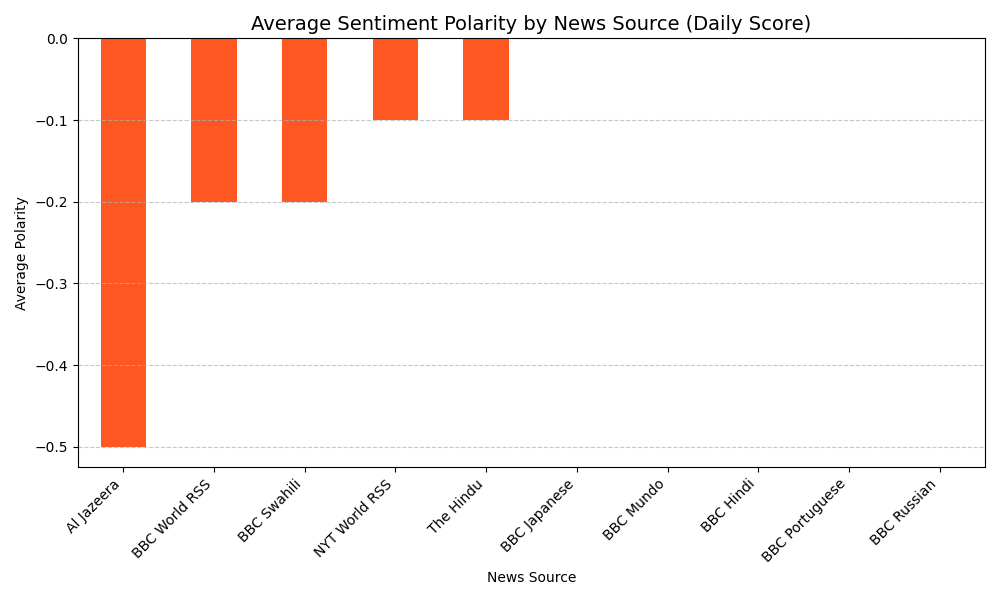 Average Sentiment Polarity by News Source (Daily Score)
0.0
−0.1
−0.2
−0.3
−0.4
−0.5
Average Polarity
Al Jazeera
BBC World RSS
BBC Swahili
NYT World RSS
The Hindu
BBC Japanese
BBC Mundo
BBC Hindi
BBC Portuguese
BBC Russian
News Source